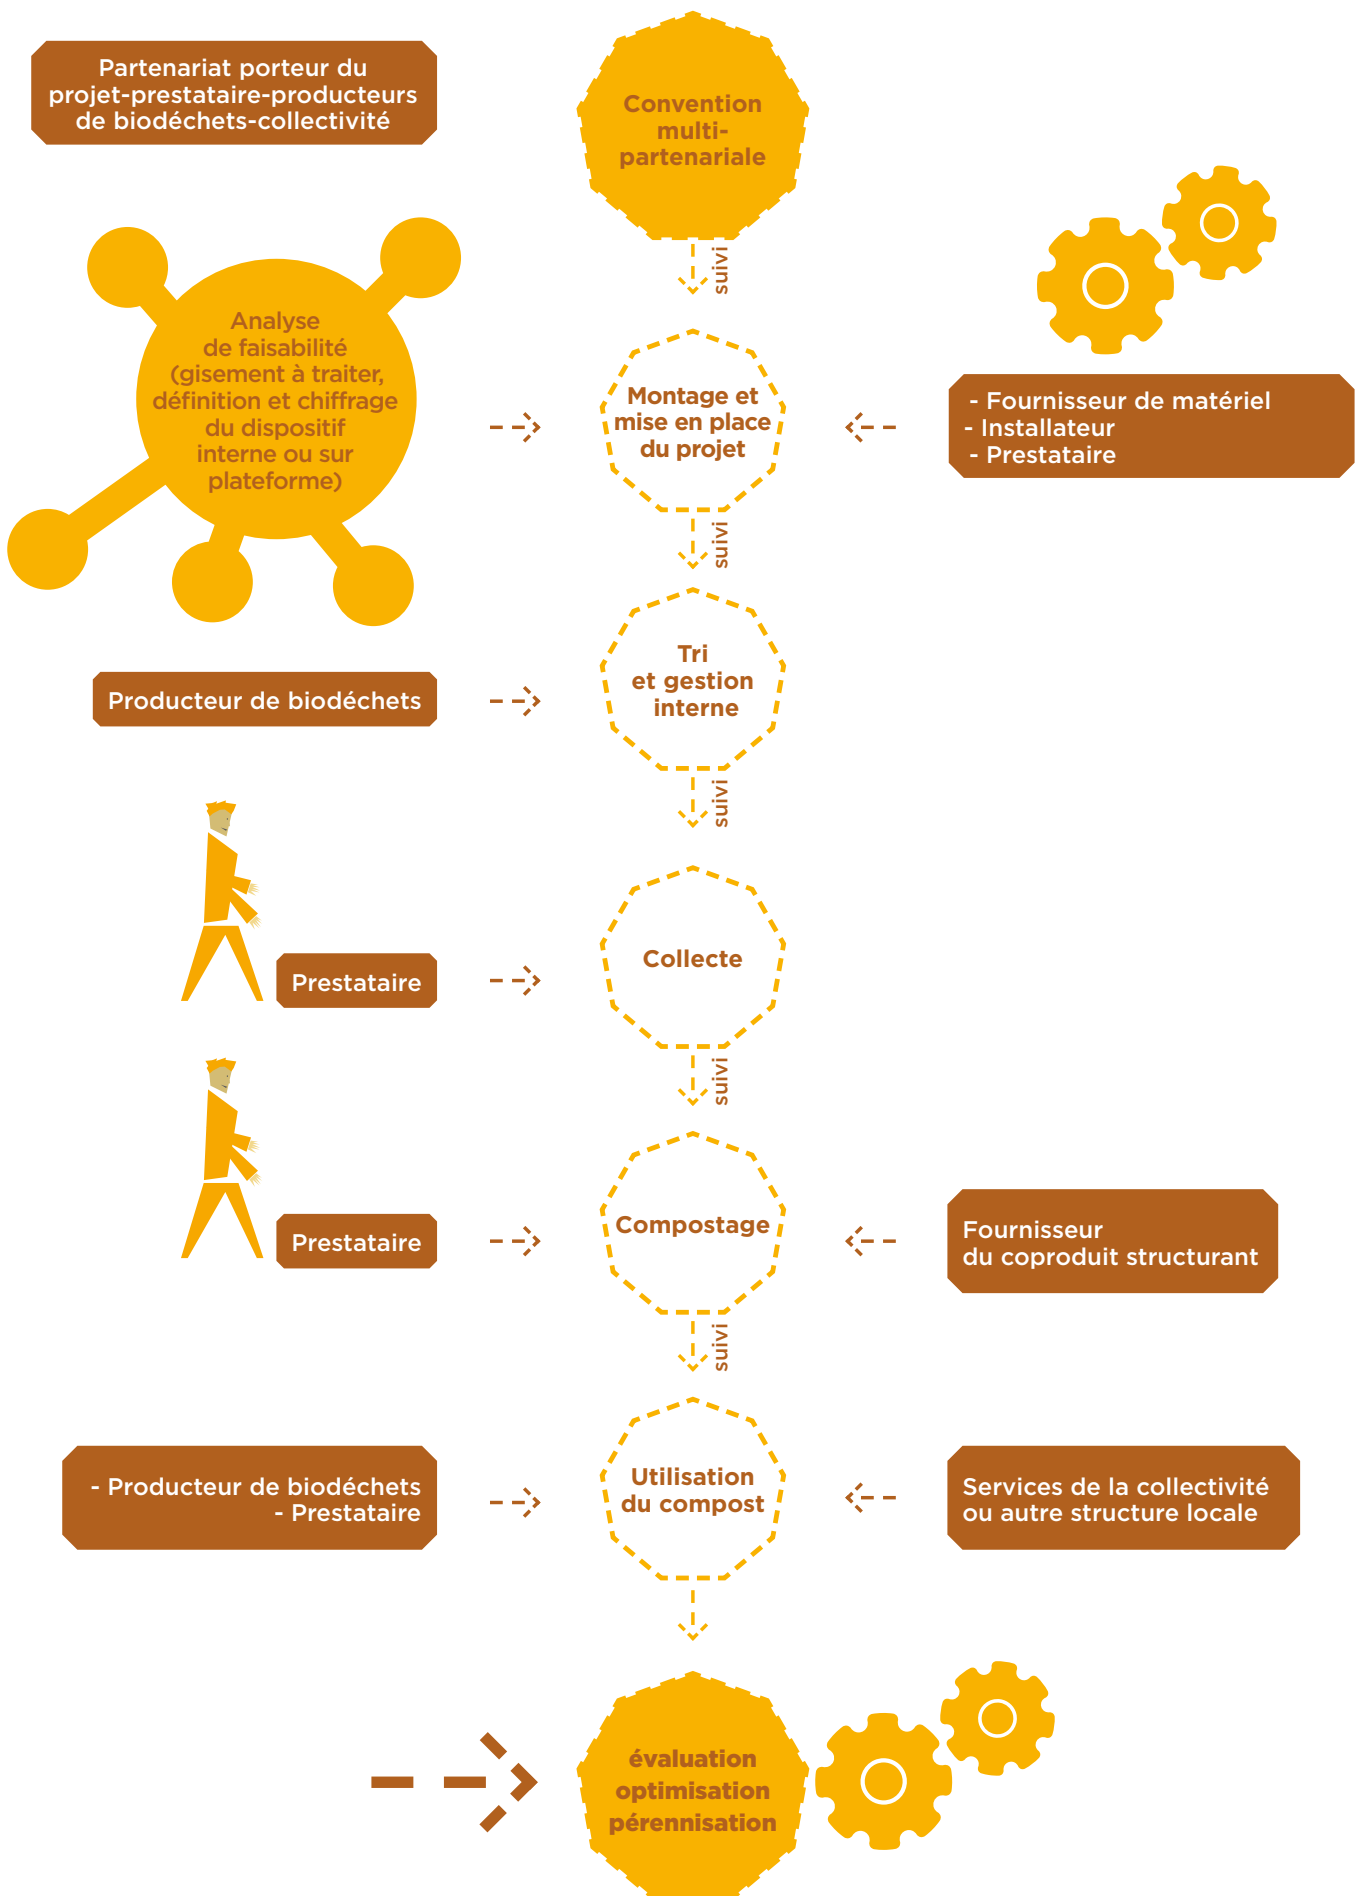 Partenariat porteur du
projet-prestataire-producteurs
de biodéchets-collectivité
Convention
multi-
partenariale
suivi
Analyse
de faisabilité
(gisement à traiter,
définition et chiffrage
du dispositif
interne ou sur
plateforme)
Montage et
mise en place
du projet
- Fournisseur de matériel
- Installateur
- Prestataire
suivi
Producteur de biodéchets
Tri
et gestion
interne
suivi
Prestataire
Collecte
suivi
Prestataire
Compostage
Fournisseur
du coproduit structurant
suivi
- Producteur de biodéchets
- Prestataire
Utilisation
du compost
Services de la collectivité
ou autre structure locale
évaluation
optimisation
pérennisation